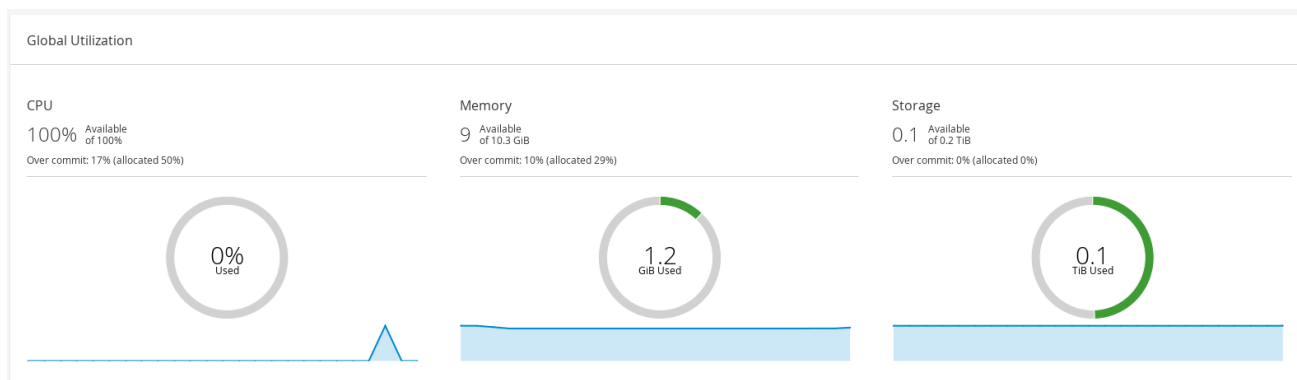 Global Utilization
CPU
100% Available
of 100%
Over commit: 17% (allocated 50%)
0%
Used
Memory
9 Available
of 10.3 GiB
Over commit: 10% (allocated 29%)
1.2
GiB Used
Storage
0.1 Available
of 0.2 TiB
Over commit: 0% (allocated 0%)
0.1
TiB Used